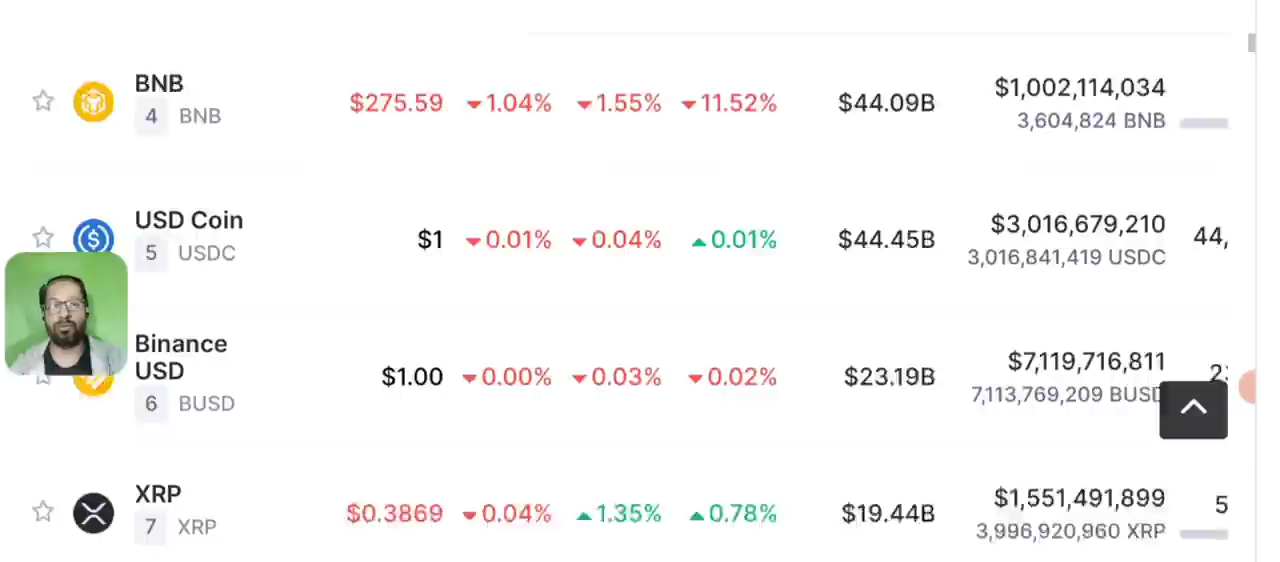 BNB
4 BNB
$275.59 1.04% 1.55% 11.52% $44.09B $1,002,114,034
3,604,824 BNB
USD Coin
5 USDC
$1 0.01% 0.04% 0.01% $44.45B $3,016,679,210 44,
3,016,841,419 USDC
Binance
USD
6 BUSD
$1.00 0.00% 0.03% 0.02% $23.19B $7,119,716,811
7,113,769,209 BUSD
XRP
7 XRP
$0.3869 0.04% 1.35% 0.78% $19.44B $1,551,491,899 5
3,996,920,960 XRP